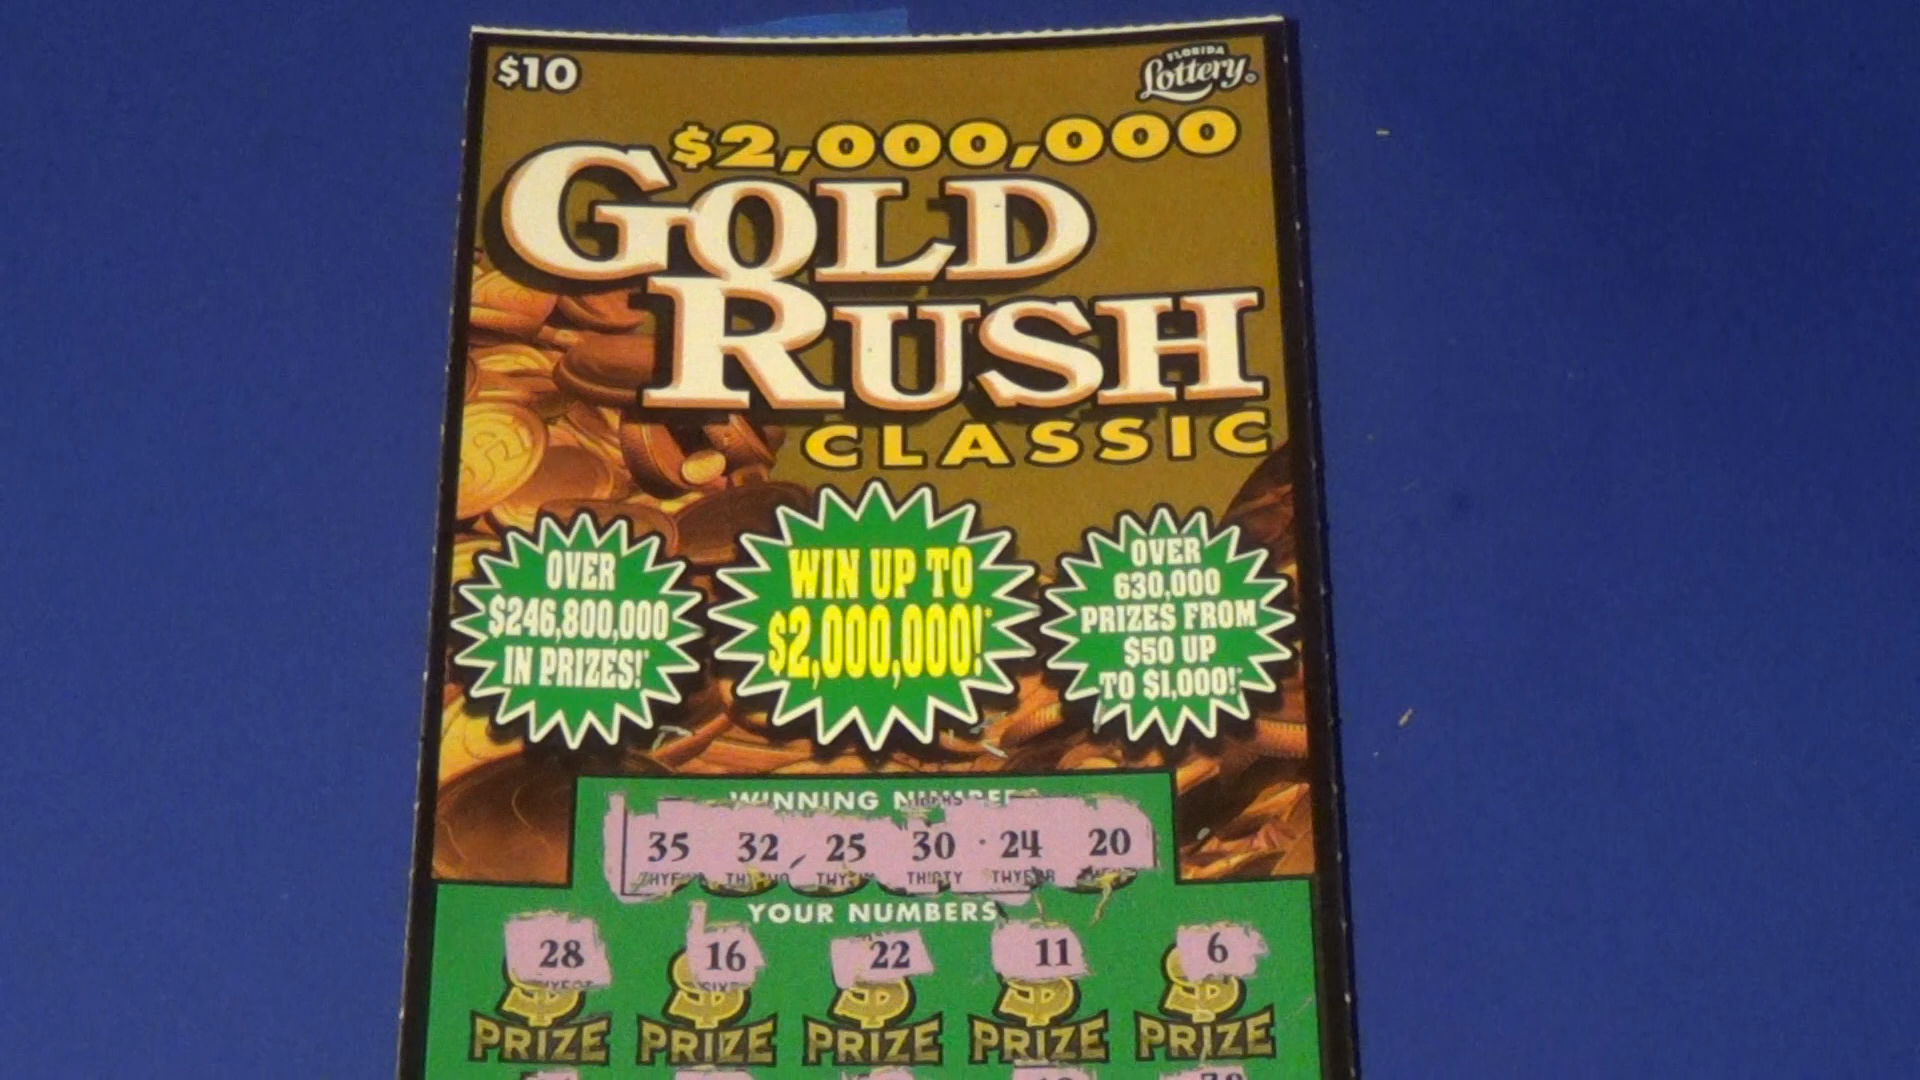 $10
FLORIDA
Lottery
$2,000,000
GOLD
RUSH
CLASSIC
OVER
$246,800,000
IN PRIZES!*
WIN UP TO
$2,000,000!*
OVER
630,000
PRIZES FROM
$50 UP
TO $1,000!*
WINNING NUMBERS
35 32 25 30 24 20
THIRTY
YOUR NUMBERS
28 16 22 11 6
PRIZE PRIZE PRIZE PRIZE PRIZE